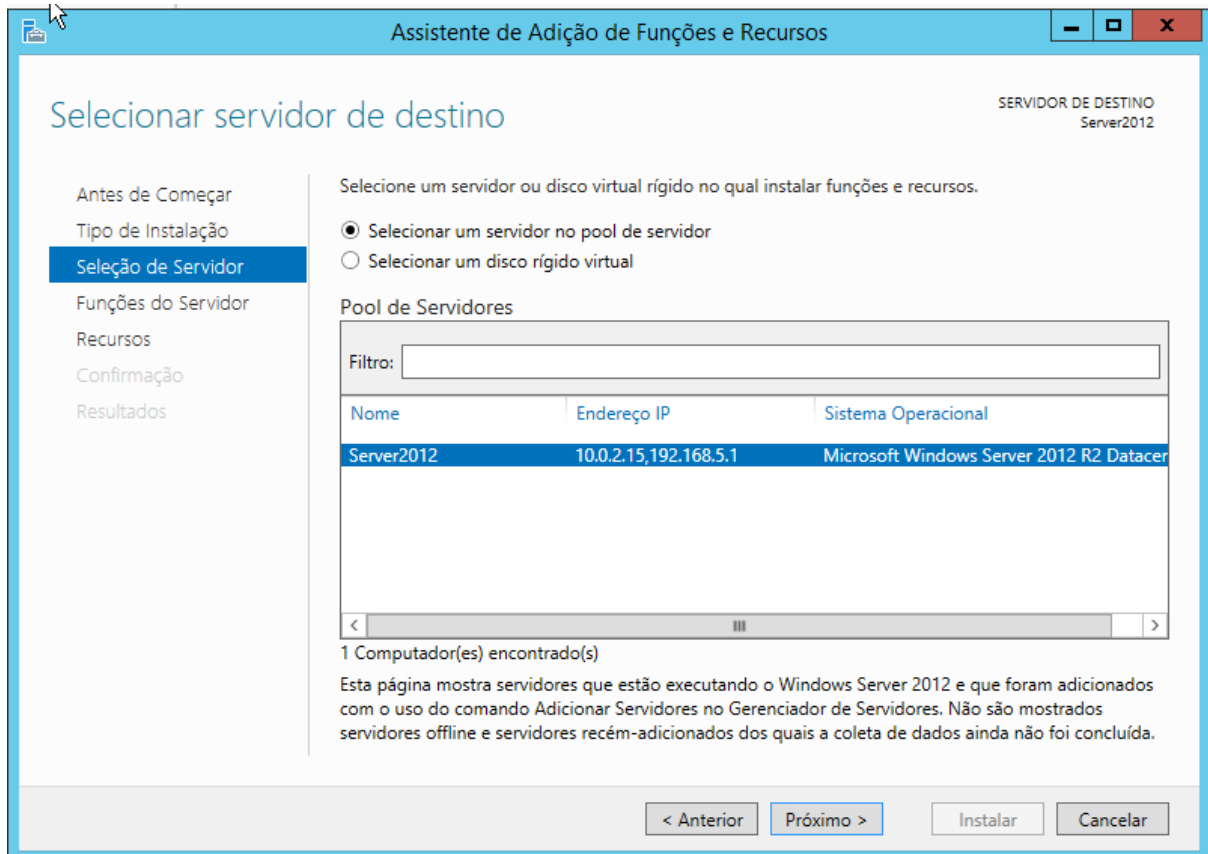 Assistente de Adição de Funções e Recursos
Selecionar servidor de destino
SERVIDOR DE DESTINO
Server2012
Antes de Começar
Tipo de Instalação
Seleção de Servidor
Funções do Servidor
Recursos
Confirmação
Resultados
Selecione um servidor ou disco virtual rígido no qual instalar funções e recursos.
Selecionar um servidor no pool de servidor
Selecionar um disco rígido virtual
Pool de Servidores
Filtro:
Nome Endereço IP Sistema Operacional
Server2012 10.0.2.15,192.168.5.1 Microsoft Windows Server 2012 R2 Datacer
1 Computador(es) encontrado(s)
Esta página mostra servidores que estão executando o Windows Server 2012 e que foram adicionados
com o uso do comando Adicionar Servidores no Gerenciador de Servidores. Não são mostrados
servidores offline e servidores recém-adicionados dos quais a coleta de dados ainda não foi concluída.
< Anterior Próximo > Instalar Cancelar